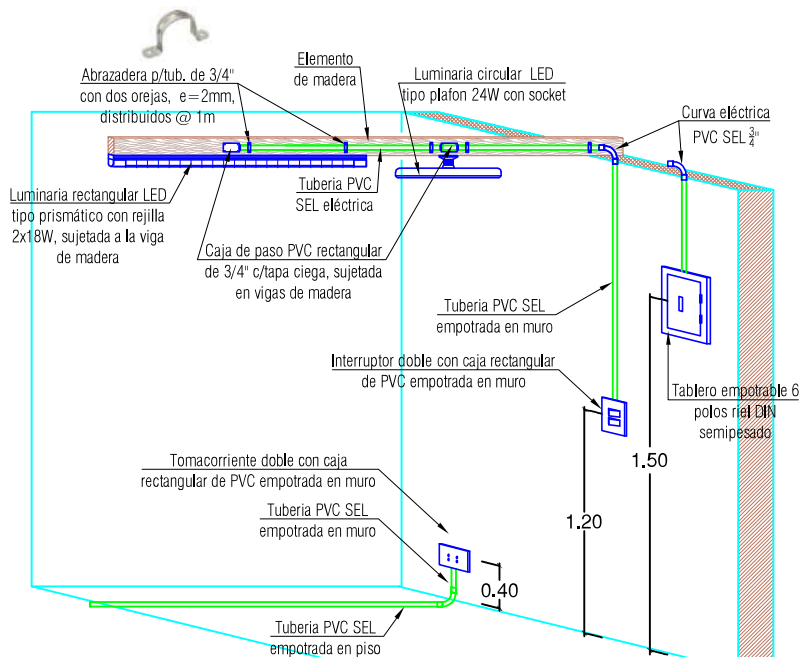 Abrazadera p/tub. de 3/4"
con dos orejas, e=2mm,
distribuidos @ 1m
Elemento
de madera
Luminaria circular LED
tipo plafon 24W con socket
Curva eléctrica
PVC SEL 3/4"
Luminaria rectangular LED
tipo prismático con rejilla
2x18W, sujetada a la viga
de madera
Tuberia PVC
SEL eléctrica
Caja de paso PVC rectangular
de 3/4" c/tapa ciega, sujetada
en vigas de madera
Tuberia PVC SEL
empotrada en muro
Interruptor doble con caja rectangular
de PVC empotrada en muro
Tablero empotrable 6
polos riel DIN
semipesado
1.50
1.20
Tomacorriente doble con caja
rectangular de PVC empotrada en muro
Tuberia PVC SEL
empotrada en muro
0.40
Tuberia PVC SEL
empotrada en piso